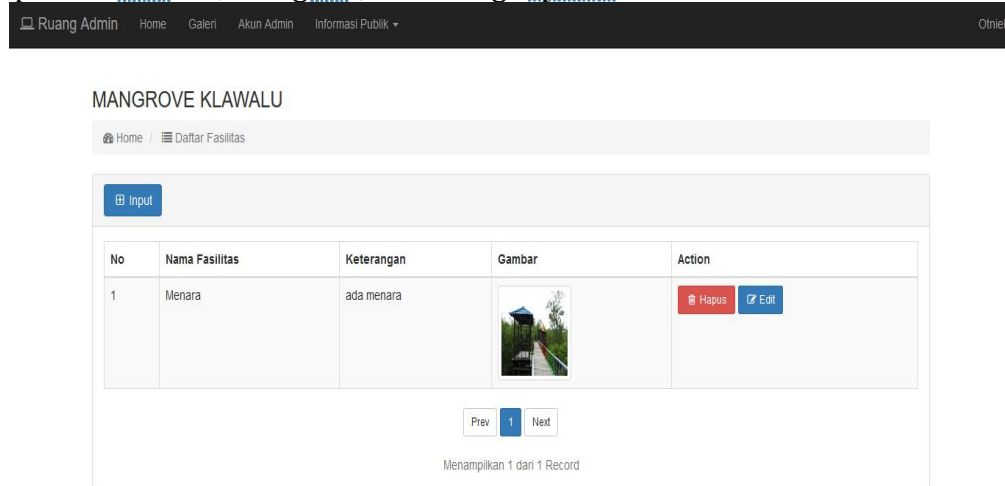 Ruang Admin Home Galeri Akun Admin Informasi Publik
MANGROVE KLAWALU
Home / Daftar Fasilitas
Input
No Nama Fasilitas Keterangan Gambar Action
1 Menara ada menara Hapus Edit
Prev 1 Next
Menampilkan 1 dari 1 Record